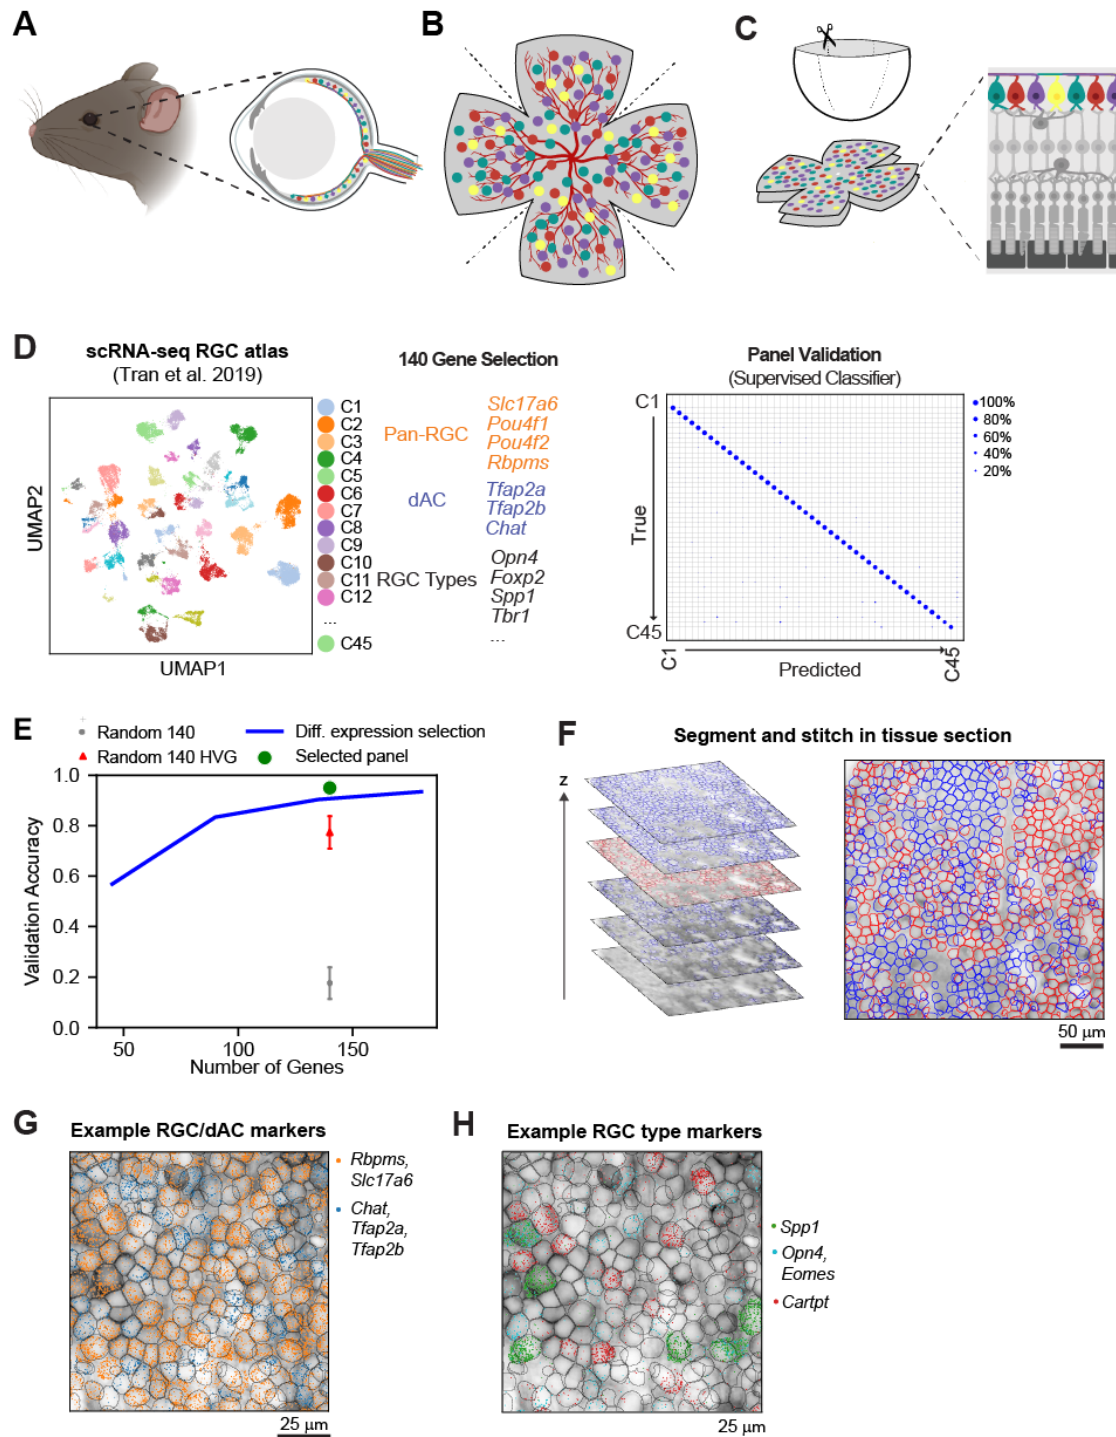 A
B
C
D
scRNA-seq RGC atlas
(Tran et al. 2019)
UMAP2
UMAP1
C1
C2
C3
C4
C5
C6
C7
C8
C9
C10
C11
C12
...
C45
140 Gene Selection
Pan-RGC
Slc17a6
Pou4f1
Pou4f2
Rbpms
dAC
Tfap2a
Tfap2b
Chat
RGC Types
Opn4
Foxp2
Spp1
Tbr1
...
Panel Validation
(Supervised Classifier)
C1
True
C45
C1
Predicted
C45
100%
80%
60%
40%
20%
E
Random 140
Diff. expression selection
Random 140 HVG
Selected panel
Validation Accuracy
1.0
0.8
0.6
0.4
0.2
0.0
50
100
150
Number of Genes
F
Segment and stitch in tissue section
z
50 μm
G
Example RGC/dAC markers
Rbpms,
Slc17a6
Chat,
Tfap2a,
Tfap2b
25 μm
H
Example RGC type markers
Spp1
Opn4,
Eomes
Cartpt
25 μm